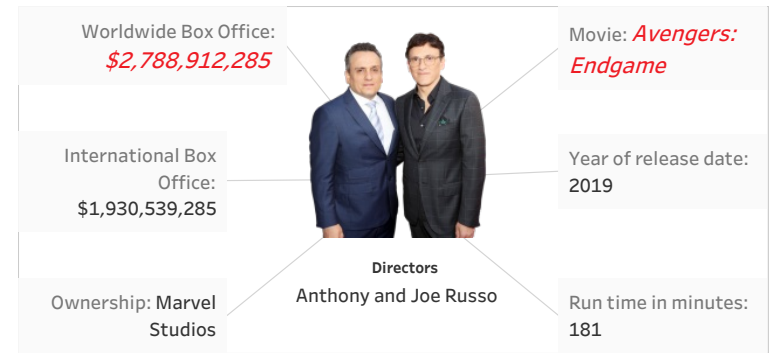 Worldwide Box Office:
$2,788,912,285
Movie: Avengers:
Endgame
International Box
Office:
$1,930,539,285
Year of release date:
2019
Directors
Anthony and Joe Russo
Ownership: Marvel
Studios
Run time in minutes:
181